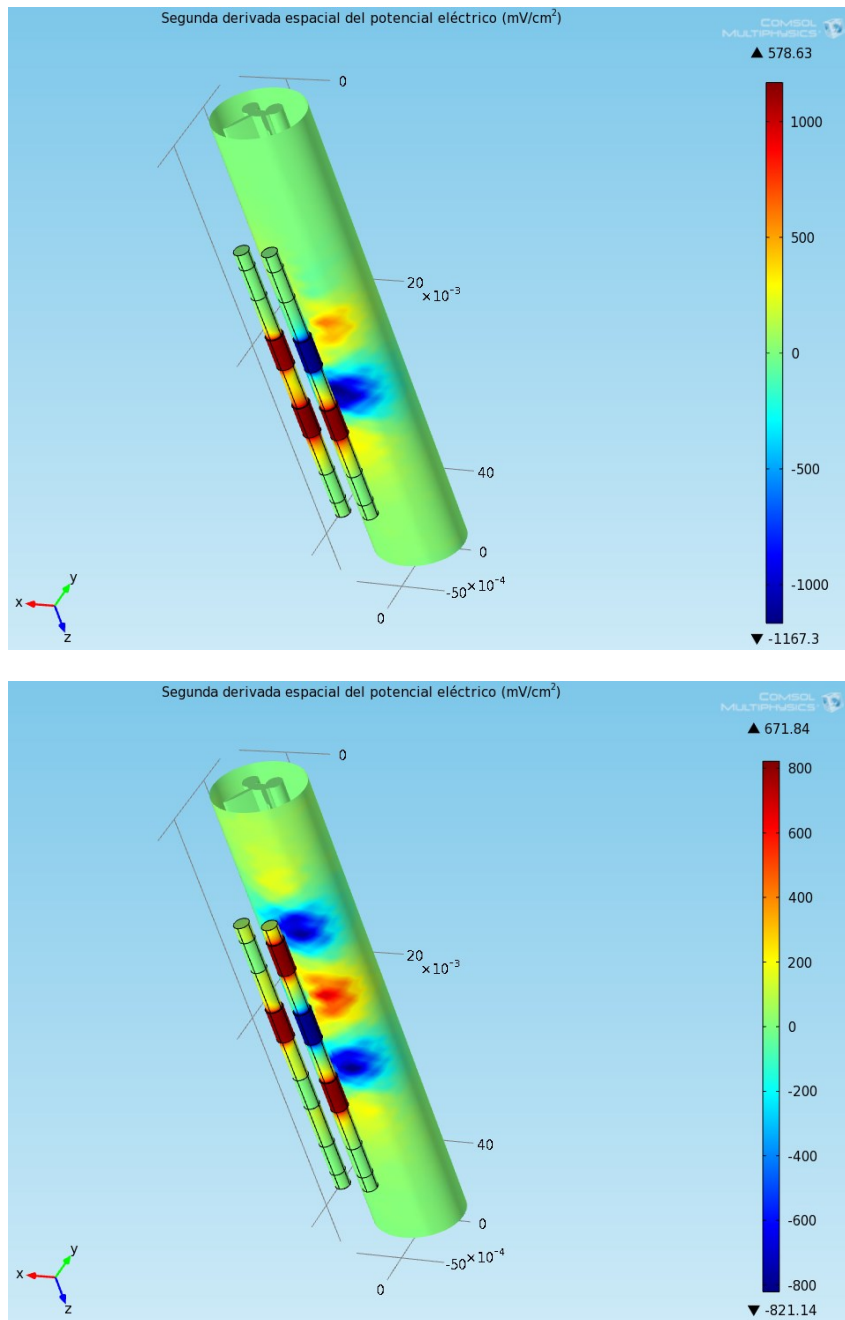 Segunda derivada espacial del potencial eléctrico (mV/cm²)
COMSOL
MULTIPHYSICS
▲ 578.63
0
1000
500
20
×10⁻³
0
-500
40
-1000
0
-50×10⁻⁴
0
y
x
z
▼ -1167.3
Segunda derivada espacial del potencial eléctrico (mV/cm²)
COMSOL
MULTIPHYSICS
▲ 671.84
0
800
600
400
20
×10⁻³
200
0
-200
40
-400
0
-600
-50×10⁻⁴
0
-800
y
x
z
▼ -821.14